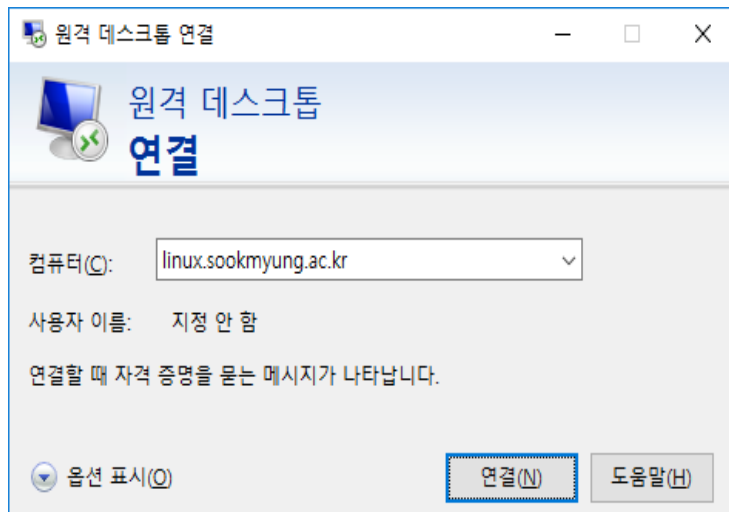 원격 데스크톱 연결
원격 데스크톱
연결
컴퓨터(C): linux.sookmyung.ac.kr
사용자 이름: 지정 안 함
연결할 때 자격 증명을 묻는 메시지가 나타납니다.
옵션 표시(O) 연결(N) 도움말(H)